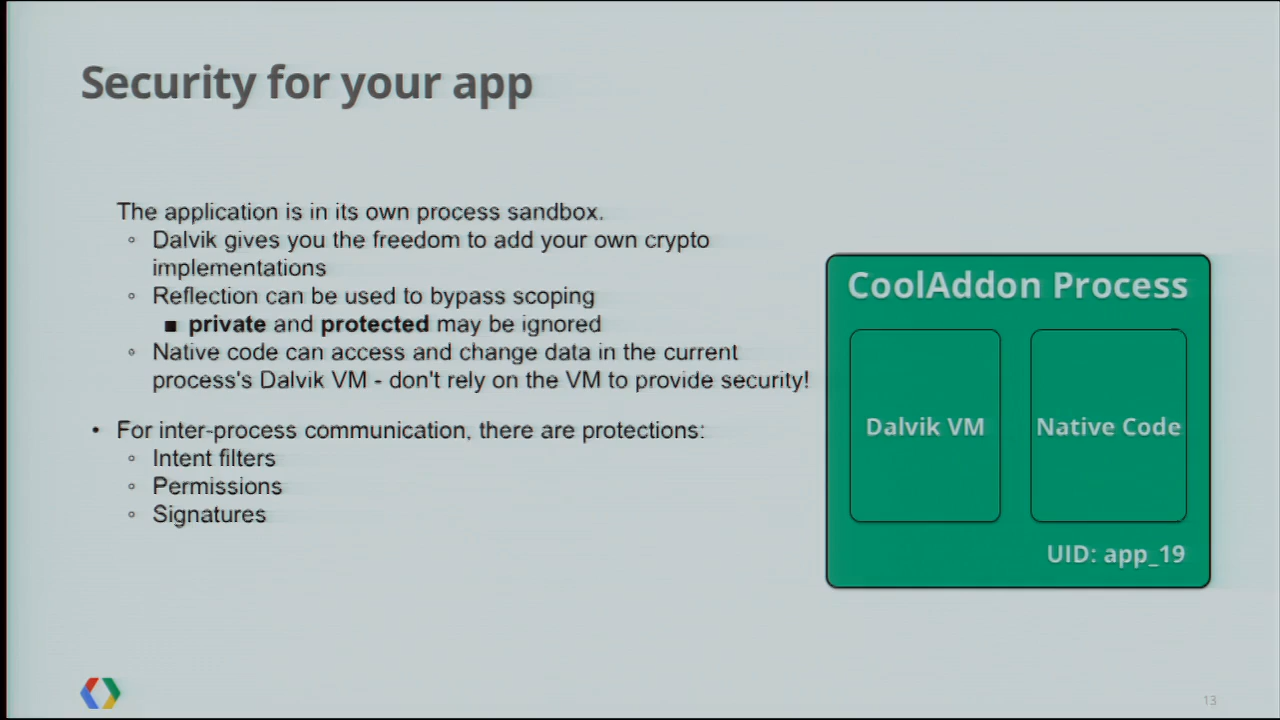 Security for your app
The application is in its own process sandbox.
◦ Dalvik gives you the freedom to add your own crypto
implementations
◦ Reflection can be used to bypass scoping
■ private and protected may be ignored
◦ Native code can access and change data in the current
process's Dalvik VM - don't rely on the VM to provide security!
• For inter-process communication, there are protections:
◦ Intent filters
◦ Permissions
◦ Signatures
CoolAddon Process
Dalvik VM
Native Code
UID: app_19
13